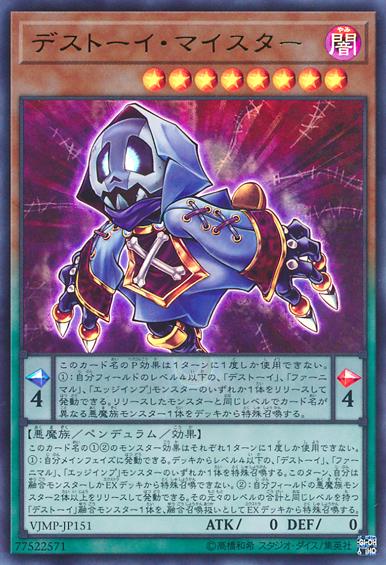 デストーイ・マイスター
闇
このカード名のP効果は1ターンに1度しか使用できない。
①:自分フィールドのレベル4以下の、「デストーイ」、「ファーニ
マル」、「エッジインプ」モンスターのいずれか1体をリリースして
発動できる。リリースしたモンスターと同じレベルでカード名が
異なる悪魔族モンスター1体をデッキから特殊召喚する。
4
4
【悪魔族/ペンデュラム/効果】
このカード名の①②のモンスター効果はそれぞれ1ターンに1度しか使用できない。
①:自分メインフェイズに発動できる。デッキからレベル4以下の、「デストーイ」、「ファ
ーニマル」、「エッジインプ」モンスターのいずれか1体を特殊召喚する。このターン、自分は
融合モンスターしかEXデッキから特殊召喚できない。②:自分フィールドの悪魔族モン
スター2体以上をリリースして発動できる。その元々のレベルの合計と同じレベルを持つ
「デストーイ」融合モンスター1体を、融合召喚扱いとしてEXデッキから特殊召喚する。
VJMP-JP151
ATK/ 0 DEF/ 0
77522571
©高橋和希 スタジオ・ダイス/集英社